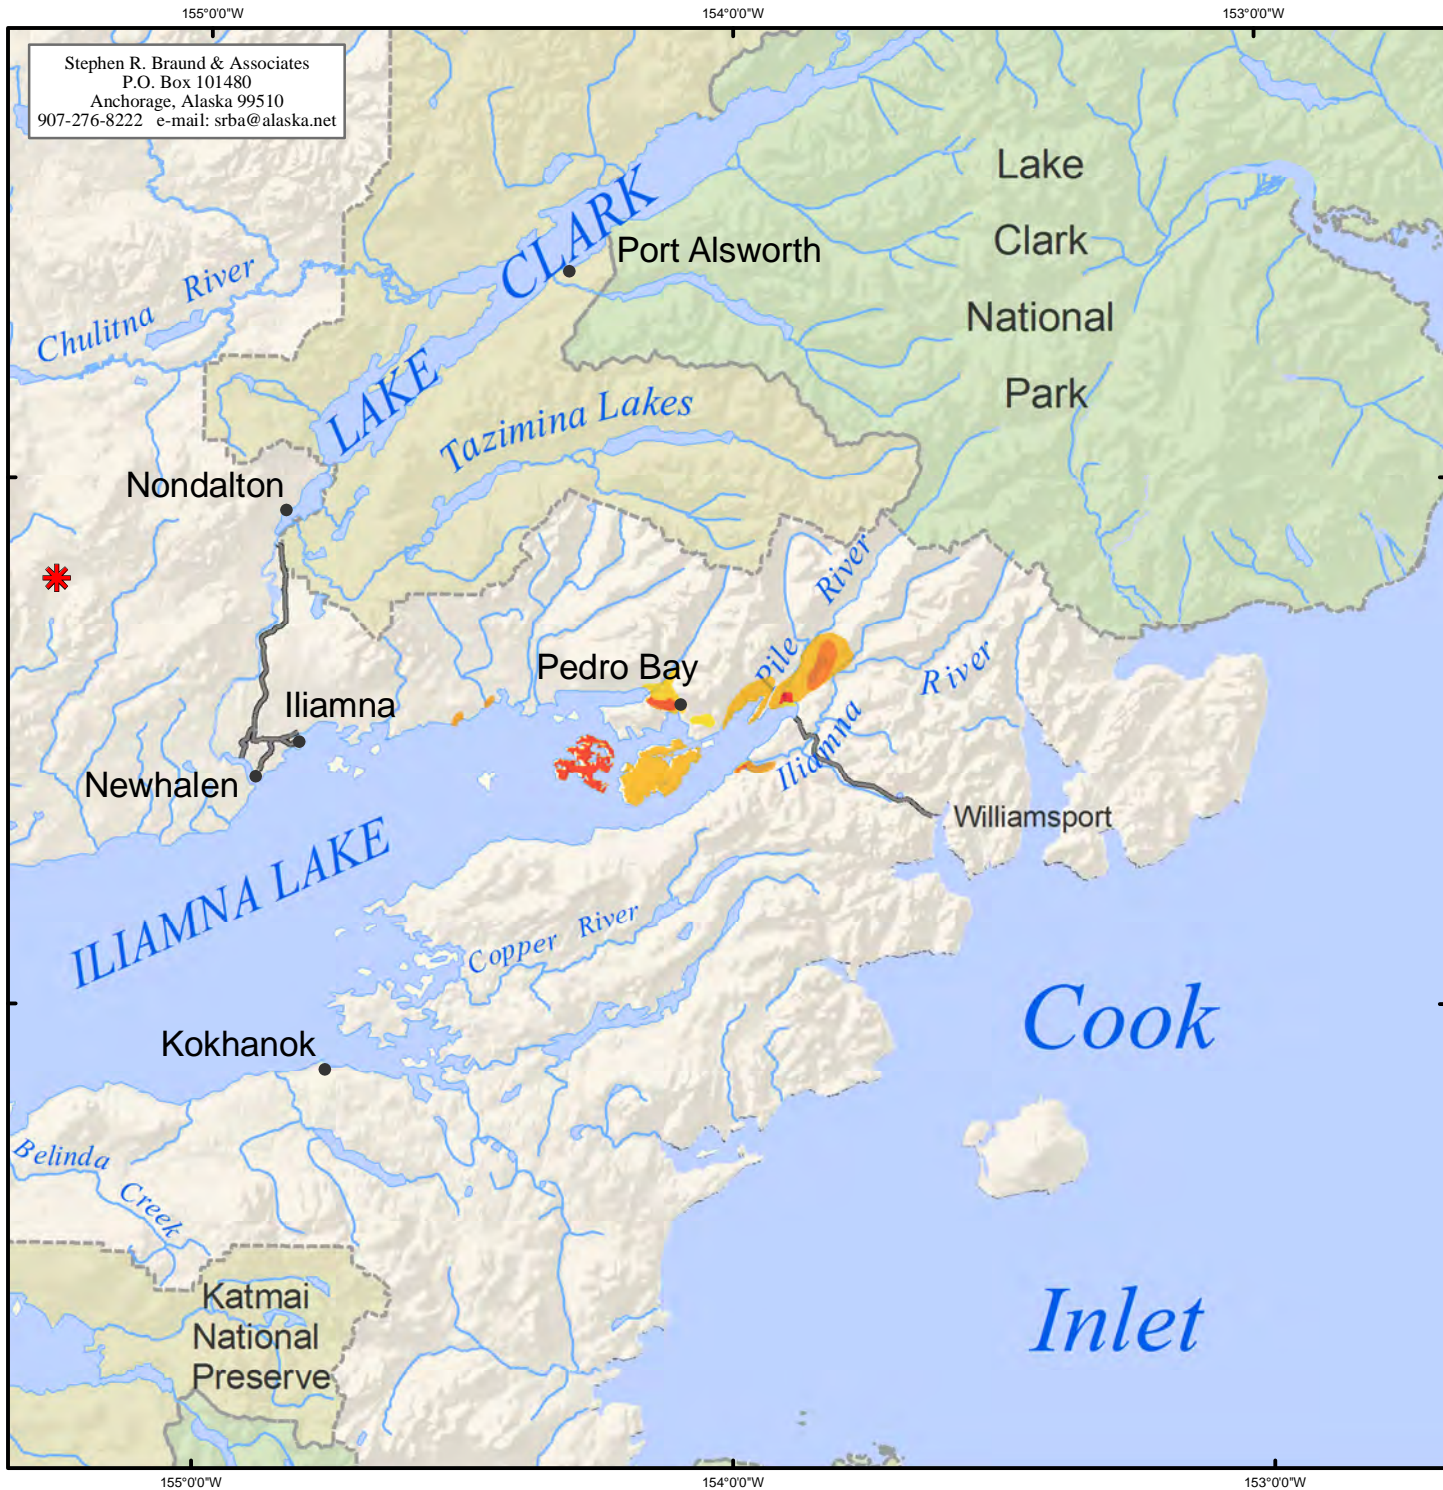 155°0'0"W
154°0'0"W
153°0'0"W
Stephen R. Braund & Associates
P.O. Box 101480
Anchorage, Alaska 99510
907-276-8222 e-mail: srba@alaska.net
Lake
Clark
National
Park
LAKE CLARK
Port Alsworth
Chulitna River
Tazimina Lakes
Nondalton
Pile River
Pedro Bay
Iliamna River
Iliamna
Newhalen
Williamsport
ILIAMNA LAKE
Copper River
Cook
Kokhanok
Belinda
Creek
Katmai
National
Preserve
Inlet
155°0'0"W
154°0'0"W
153°0'0"W